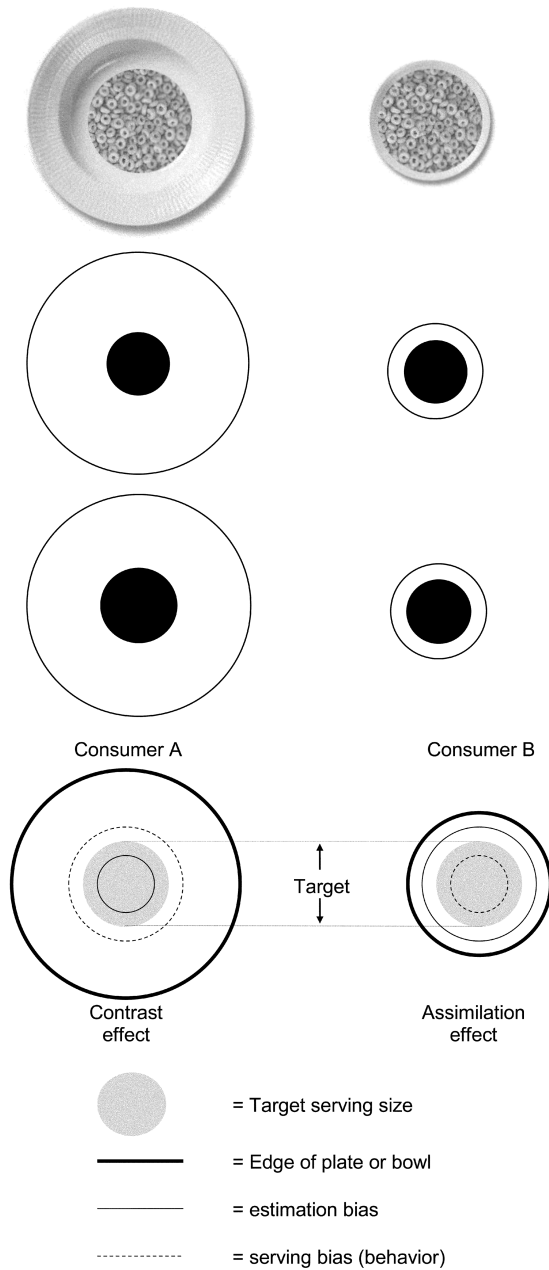 Consumer A
Consumer B
Target
Contrast
effect
Assimilation
effect
= Target serving size
= Edge of plate or bowl
= estimation bias
= serving bias (behavior)